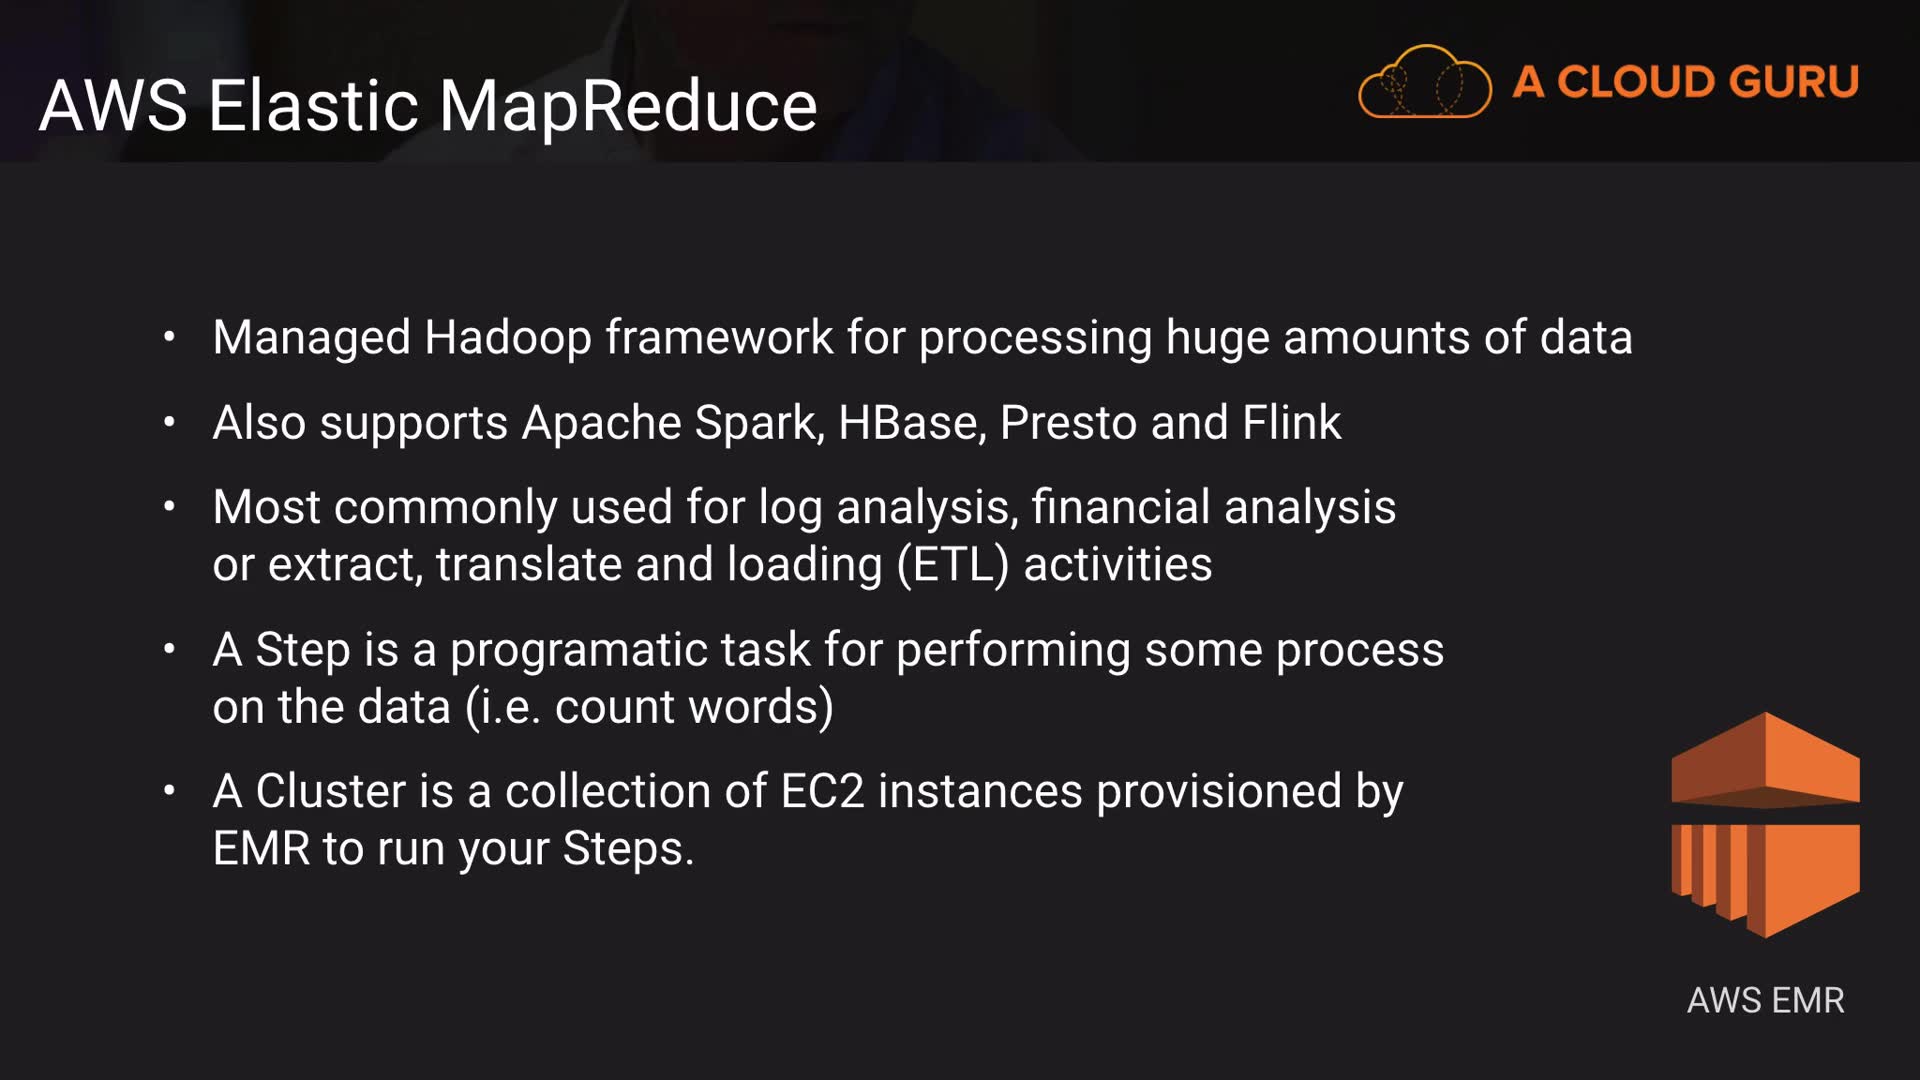 AWS Elastic MapReduce
A CLOUD GURU
• Managed Hadoop framework for processing huge amounts of data
• Also supports Apache Spark, HBase, Presto and Flink
• Most commonly used for log analysis, financial analysis
or extract, translate and loading (ETL) activities
• A Step is a programatic task for performing some process
on the data (i.e. count words)
• A Cluster is a collection of EC2 instances provisioned by
EMR to run your Steps.
AWS EMR